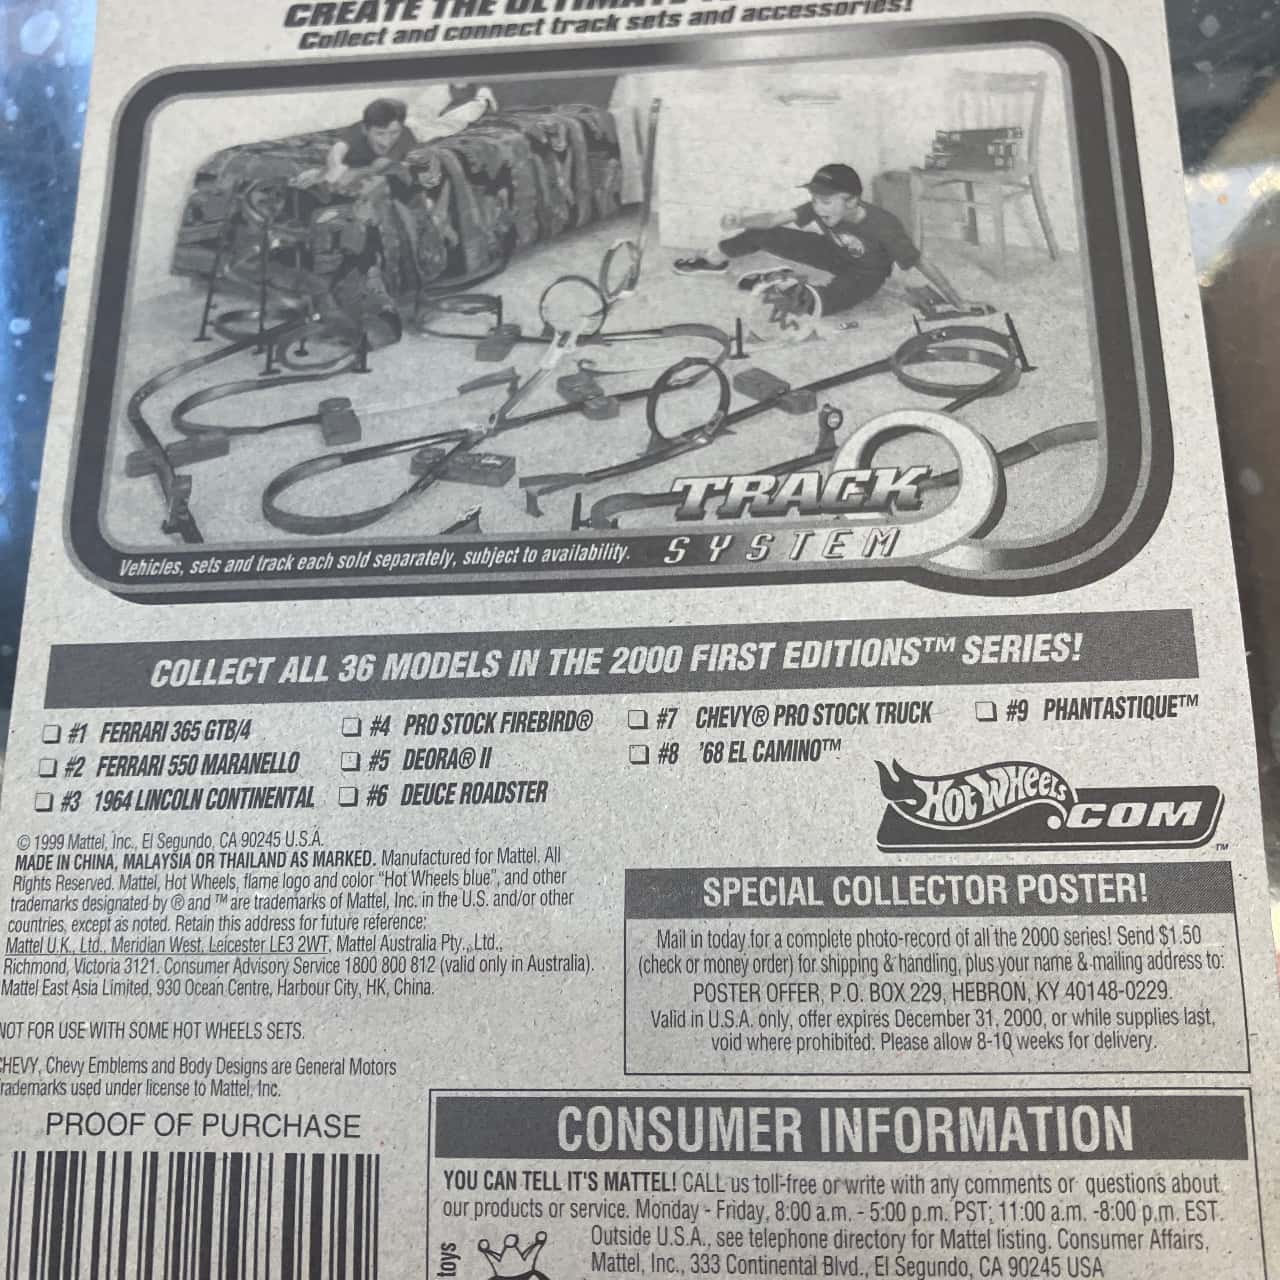 CREATE THE ULTIMATE
Collect and connect track sets and accessories!
Vehicles, sets and track each sold separately, subject to availability.
TRACK
SYSTEM
COLLECT ALL 36 MODELS IN THE 2000 FIRST EDITIONS™ SERIES!
#1 FERRARI 365 GTB/4
#2 FERRARI 550 MARANELLO
#3 1964 LINCOLN CONTINENTAL
#4 PRO STOCK FIREBIRD®
#5 DEORA® II
#6 DEUCE ROADSTER
#7 CHEVY® PRO STOCK TRUCK
#8 '68 EL CAMINO™
#9 PHANTASTIQUE™
HOT WHEELS.COM™
© 1999 Mattel, Inc., El Segundo, CA 90245 U.S.A.
MADE IN CHINA, MALAYSIA OR THAILAND AS MARKED. Manufactured for Mattel. All
Rights Reserved. Mattel, Hot Wheels, flame logo and color "Hot Wheels blue", and other
trademarks designated by ® and ™ are trademarks of Mattel, Inc. in the U.S. and/or other
countries, except as noted. Retain this address for future reference:
Mattel U.K., Ltd., Meridian West, Leicester LE3 2WT. Mattel Australia Pty., Ltd.,
Richmond, Victoria 3121. Consumer Advisory Service 1800 800 812 (valid only in Australia).
Mattel East Asia Limited, 930 Ocean Centre, Harbour City, HK, China.
NOT FOR USE WITH SOME HOT WHEELS SETS.
CHEVY, Chevy Emblems and Body Designs are General Motors
Trademarks used under license to Mattel, Inc.
PROOF OF PURCHASE
SPECIAL COLLECTOR POSTER!
Mail in today for a complete photo-record of all the 2000 series! Send $1.50
(check or money order) for shipping & handling, plus your name & mailing address to:
POSTER OFFER, P.O. BOX 229, HEBRON, KY 40148-0229.
Valid in U.S.A. only, offer expires December 31, 2000, or while supplies last,
void where prohibited. Please allow 8-10 weeks for delivery.
CONSUMER INFORMATION
YOU CAN TELL IT'S MATTEL! CALL us toll-free or write with any comments or questions about
our products or service. Monday - Friday, 8:00 a.m. - 5:00 p.m. PST; 11:00 a.m. -8:00 p.m. EST.
Outside U.S.A., see telephone directory for Mattel listing. Consumer Affairs,
Mattel, Inc., 333 Continental Blvd., El Segundo, CA 90245 USA
toys